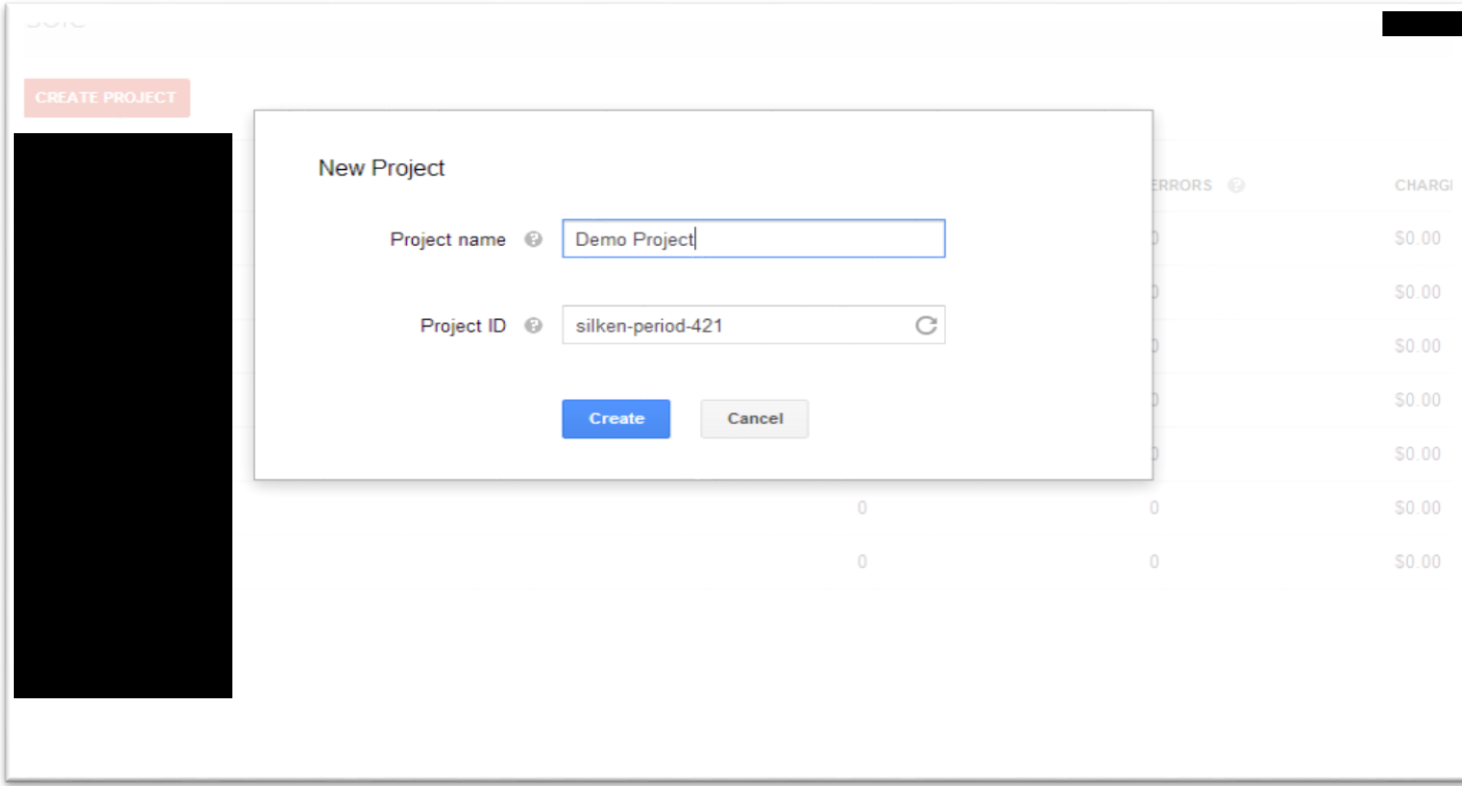 CREATE PROJECT
New Project
ERRORS CHARG
Project name Demo Project
0 $0.00
0 $0.00
Project ID silken-period-421
0 $0.00
0 $0.00
Create Cancel
0 $0.00
0 0 $0.00
0 0 $0.00